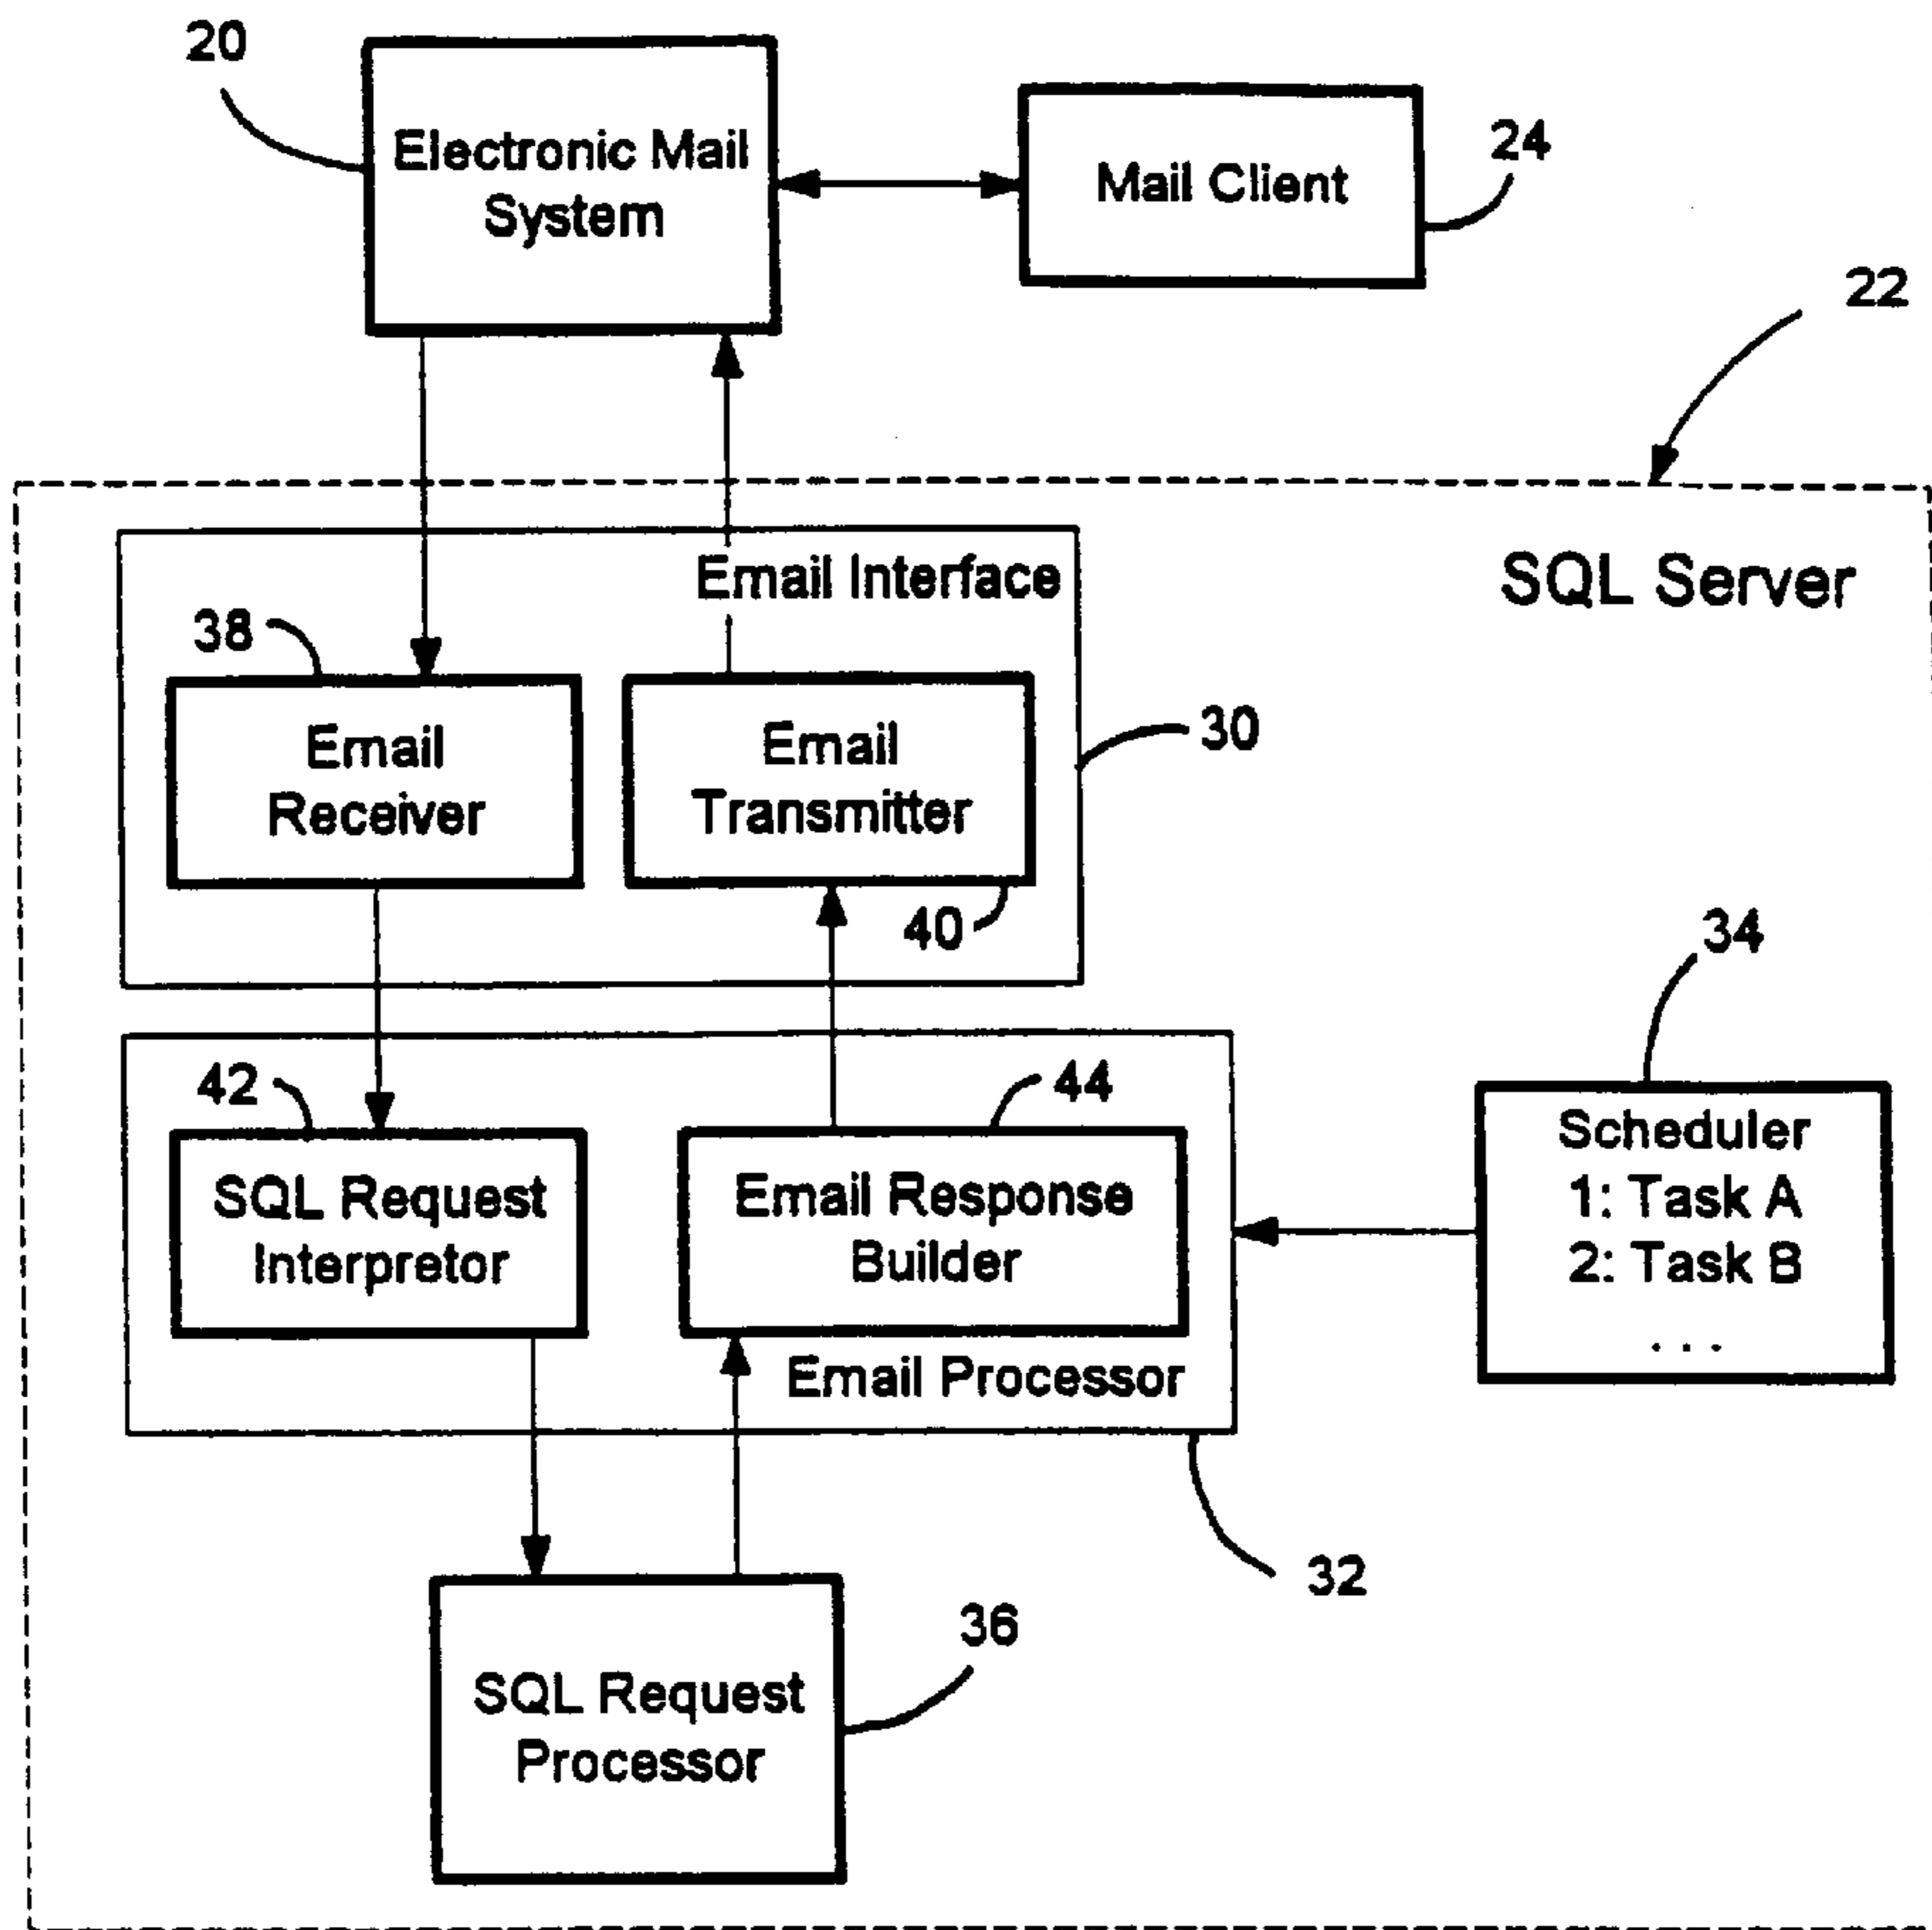 20
Electronic Mail
System
Mail Client
24
22
SQL Server
Email Interface
38
Email
Receiver
Email
Transmitter
30
40
34
42
44
SQL Request
Interpretor
Email Response
Builder
Scheduler
1: Task A
2: Task B
. . .
Email Processor
32
36
SQL Request
Processor